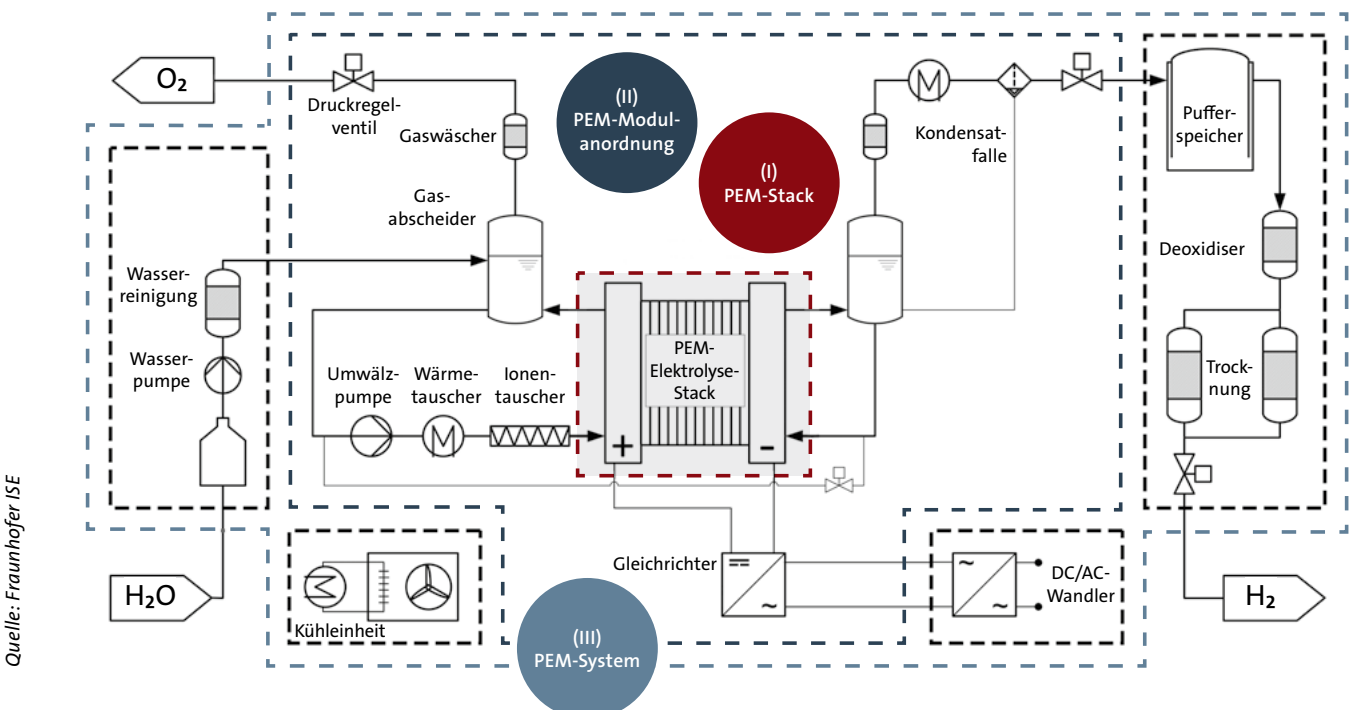 O₂
Druckregel-
ventil
Gaswäscher
(II)
PEM-Modul-
anordnung
(I)
PEM-Stack
M
Kondensat-
falle
Puffer-
speicher
Gas-
abscheider
Deoxidiser
Wasser-
reinigung
Wasser-
pumpe
Umwälz-
pumpe
Wärme-
tauscher
Ionen-
tauscher
M
PEM-
Elektrolyse-
Stack
+
-
Trock-
nung
H₂O
Kühleinheit
Gleichrichter
=
~
~
~
DC/AC-
Wandler
H₂
(III)
PEM-System
Quelle: Fraunhofer ISE